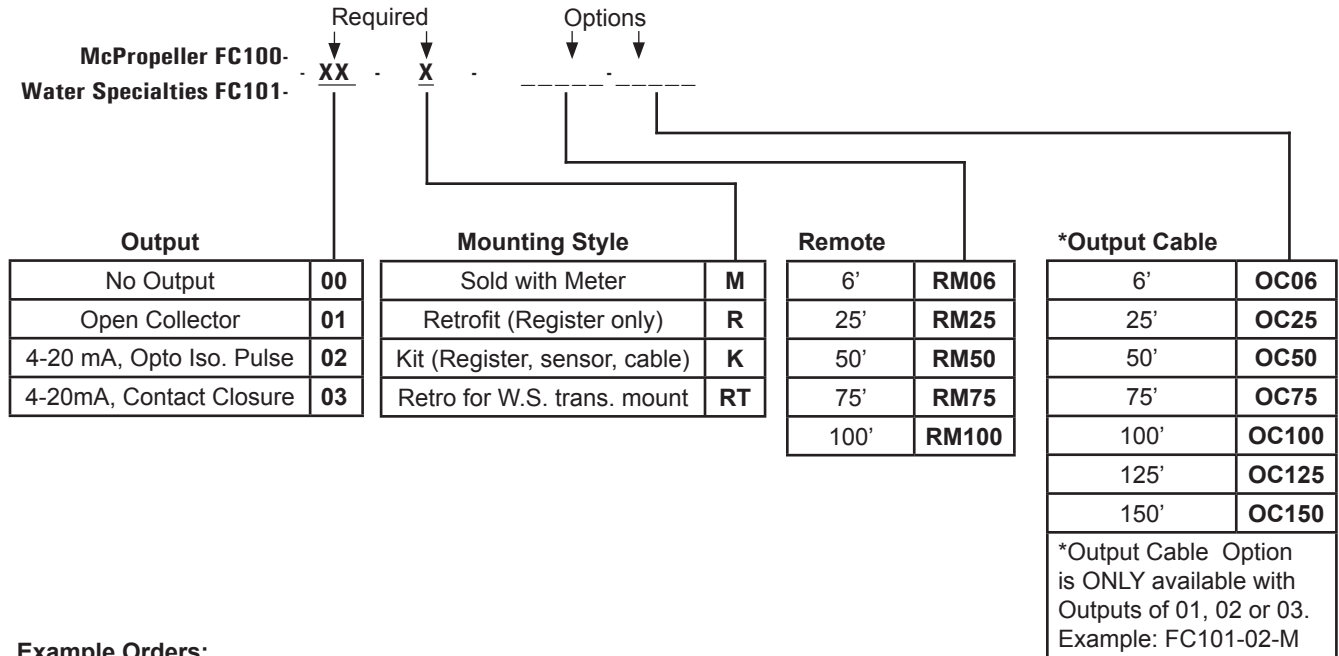 Required Options
McPropeller FC100-
Water Specialties FC101-
- XX - X - _____ - _____
Output
No Output 00
Open Collector 01
4-20 mA, Opto Iso. Pulse 02
4-20mA, Contact Closure 03
Mounting Style
Sold with Meter M
Retrofit (Register only) R
Kit (Register, sensor, cable) K
Retro for W.S. trans. mount RT
Remote
6’ RM06
25’ RM25
50’ RM50
75’ RM75
100’ RM100
*Output Cable
6’ OC06
25’ OC25
50’ OC50
75’ OC75
100’ OC100
125’ OC125
150’ OC150
*Output Cable Option
is ONLY available with
Outputs of 01, 02 or 03.
Example: FC101-02-M
Example Orders: